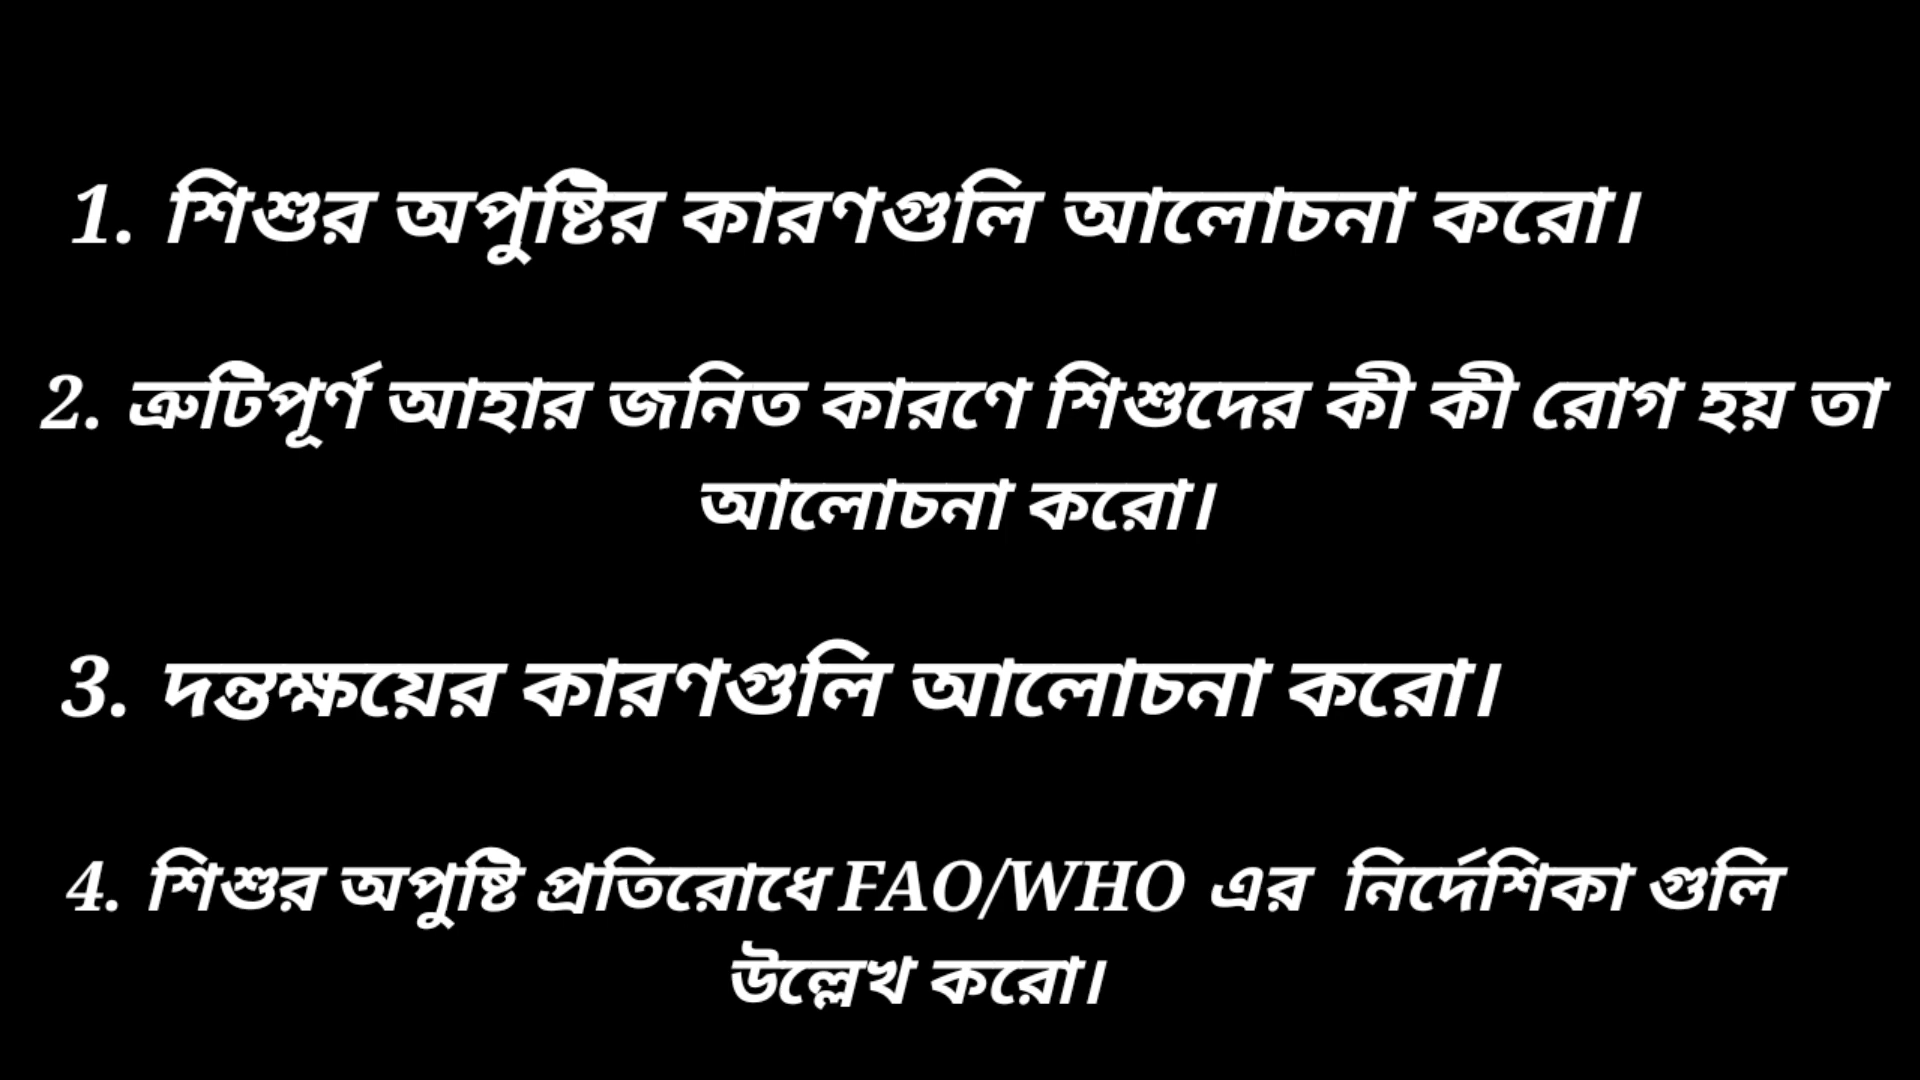 1. শিশুর অপুষ্টির কারণগুলি আলোচনা করো।
2. ত্রুটিপূর্ণ আহার জনিত কারণে শিশুদের কী কী রোগ হয় তা
আলোচনা করো।
3. দন্তক্ষয়ের কারণগুলি আলোচনা করো।
4. শিশুর অপুষ্টি প্রতিরোধে FAO/WHO এর নির্দেশিকা গুলি
উল্লেখ করো।